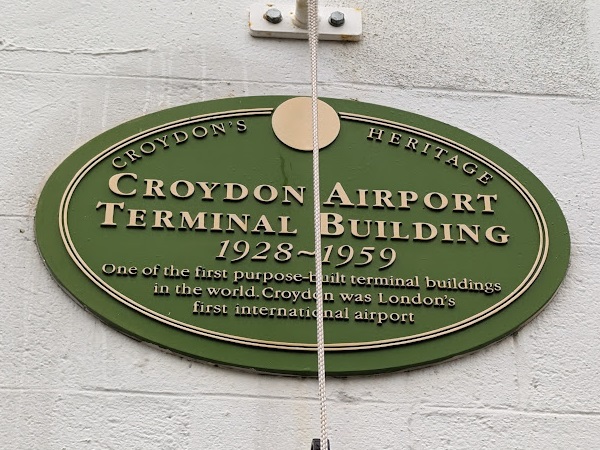 CROYDON'S HERITAGE
CROYDON AIRPORT
TERMINAL BUILDING
1928~1959
One of the first purpose-built terminal buildings
in the world. Croydon was London's
first international airport